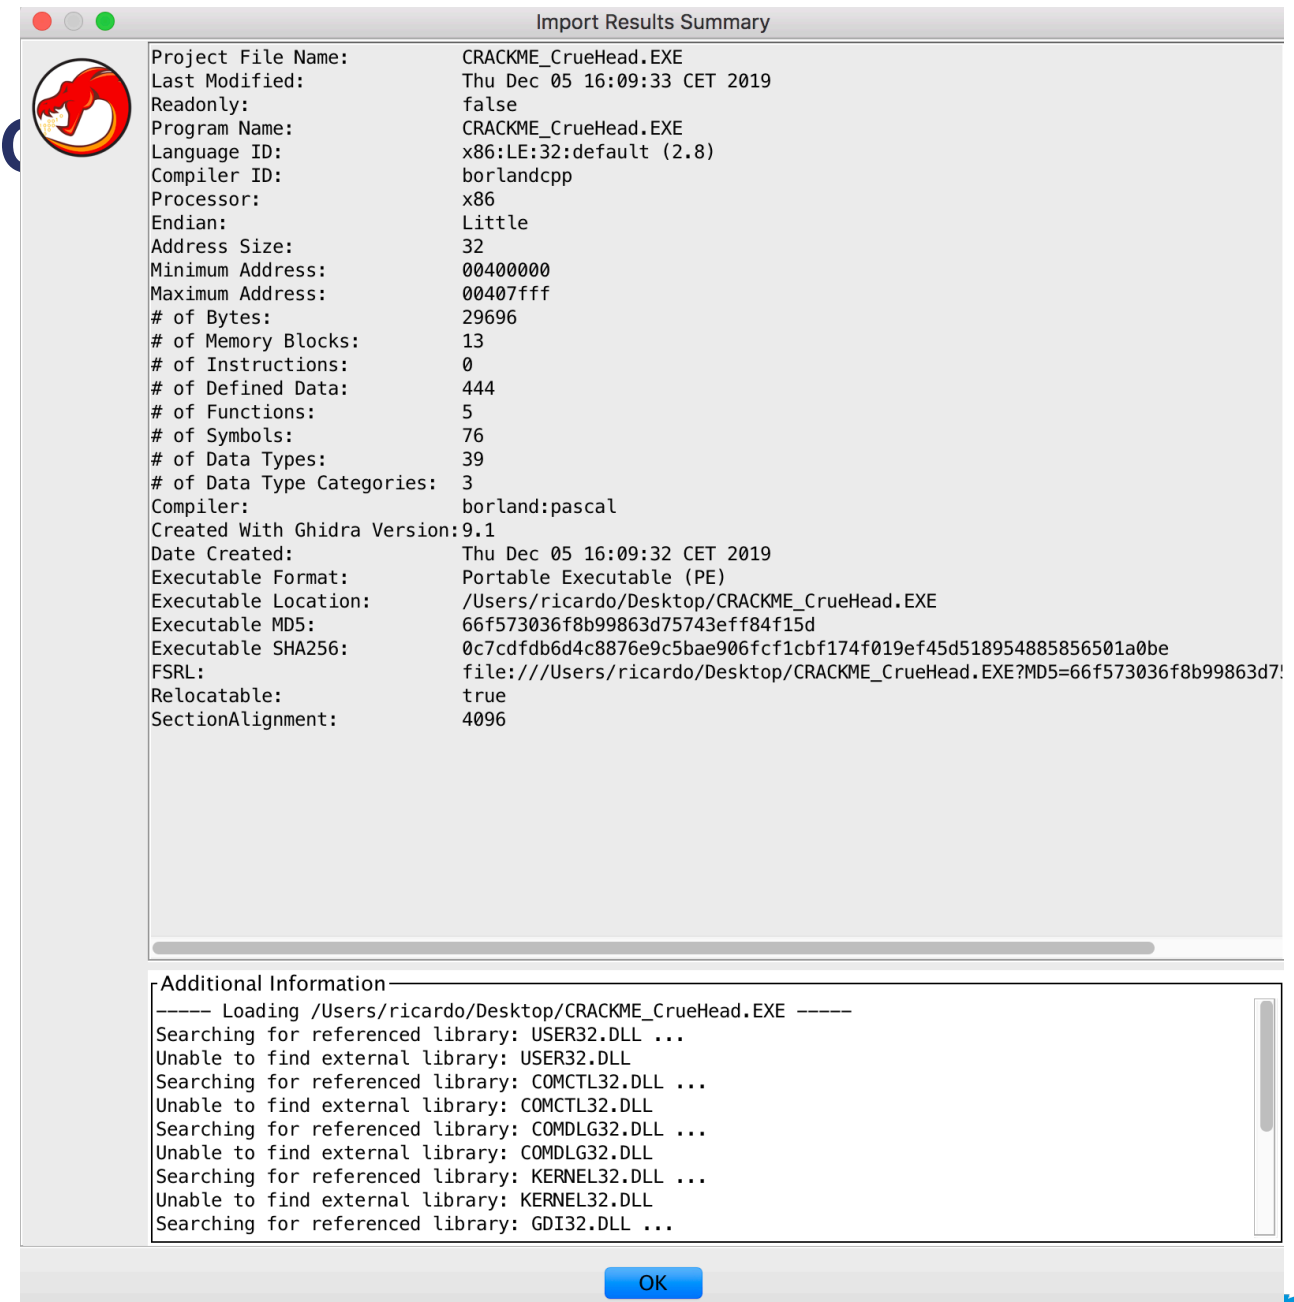 Import Results Summary
Project File Name: CRACKME_CrueHead.EXE
Last Modified: Thu Dec 05 16:09:33 CET 2019
Readonly: false
Program Name: CRACKME_CrueHead.EXE
Language ID: x86:LE:32:default (2.8)
Compiler ID: borlandcpp
Processor: x86
Endian: Little
Address Size: 32
Minimum Address: 00400000
Maximum Address: 00407fff
# of Bytes: 29696
# of Memory Blocks: 13
# of Instructions: 0
# of Defined Data: 444
# of Functions: 5
# of Symbols: 76
# of Data Types: 39
# of Data Type Categories: 3
Compiler: borland:pascal
Created With Ghidra Version: 9.1
Date Created: Thu Dec 05 16:09:32 CET 2019
Executable Format: Portable Executable (PE)
Executable Location: /Users/ricardo/Desktop/CRACKME_CrueHead.EXE
Executable MD5: 66f573036f8b99863d75743eff84f15d
Executable SHA256: 0c7cdfdb6d4c8876e9c5bae906fcf1cbf174f019ef45d518954885856501a0be
FSRL: file:///Users/ricardo/Desktop/CRACKME_CrueHead.EXE?MD5=66f573036f8b99863d7
Relocatable: true
SectionAlignment: 4096
Additional Information
----- Loading /Users/ricardo/Desktop/CRACKME_CrueHead.EXE -----
Searching for referenced library: USER32.DLL ...
Unable to find external library: USER32.DLL
Searching for referenced library: COMCTL32.DLL ...
Unable to find external library: COMCTL32.DLL
Searching for referenced library: COMDLG32.DLL ...
Unable to find external library: COMDLG32.DLL
Searching for referenced library: KERNEL32.DLL ...
Unable to find external library: KERNEL32.DLL
Searching for referenced library: GDI32.DLL ...
OK